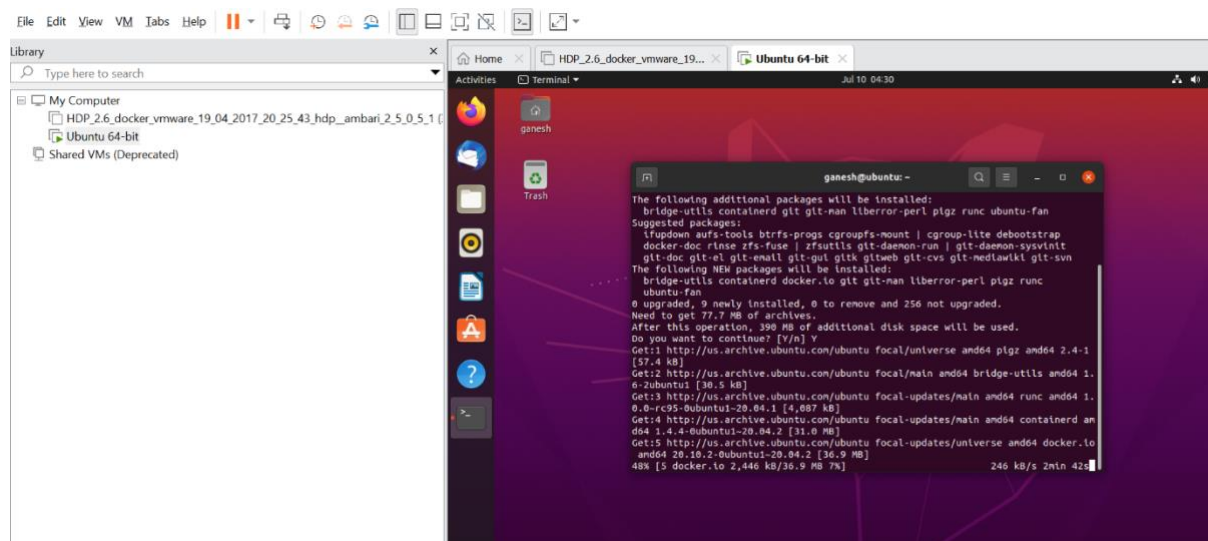 File Edit View VM Tabs Help
Library
Type here to search
My Computer
HDP_2.6_docker_vmware_19_04_2017_20_25_43_hdp__ambari_2_5_0_5_1 (
Ubuntu 64-bit
Shared VMs (Deprecated)
Home
HDP_2.6_docker_vmware_19...
Ubuntu 64-bit
Activities
Terminal
Jul 10 04:30
ganesh
Trash
ganesh@ubuntu: ~
The following additional packages will be installed:
bridge-utils containerd git git-man liberror-perl pigz runc ubuntu-fan
Suggested packages:
ifupdown aufs-tools btrfs-progs cgroupfs-mount | cgroup-lite debootstrap
docker-doc rinse zfs-fuse | zfsutils git-daemon-run | git-daemon-sysvinit
git-doc git-el git-email git-gui gitk gitweb git-cvs git-mediawiki git-svn
The following NEW packages will be installed:
bridge-utils containerd docker.io git git-man liberror-perl pigz runc
ubuntu-fan
0 upgraded, 9 newly installed, 0 to remove and 256 not upgraded.
Need to get 77.7 MB of archives.
After this operation, 390 MB of additional disk space will be used.
Do you want to continue? [Y/n] Y
Get:1 http://us.archive.ubuntu.com/ubuntu focal/universe amd64 pigz amd64 2.4-1
[57.4 kB]
Get:2 http://us.archive.ubuntu.com/ubuntu focal/main amd64 bridge-utils amd64 1.
6-2ubuntu1 [30.5 kB]
Get:3 http://us.archive.ubuntu.com/ubuntu focal-updates/main amd64 runc amd64 1.
0.0~rc95-0ubuntu1~20.04.1 [4,087 kB]
Get:4 http://us.archive.ubuntu.com/ubuntu focal-updates/main amd64 containerd am
d64 1.4.4-0ubuntu1~20.04.2 [31.0 MB]
Get:5 http://us.archive.ubuntu.com/ubuntu focal-updates/universe amd64 docker.io
amd64 20.10.2-0ubuntu1~20.04.2 [36.9 MB]
48% [5 docker.io 2,446 kB/36.9 MB 7%] 246 kB/s 2min 42s